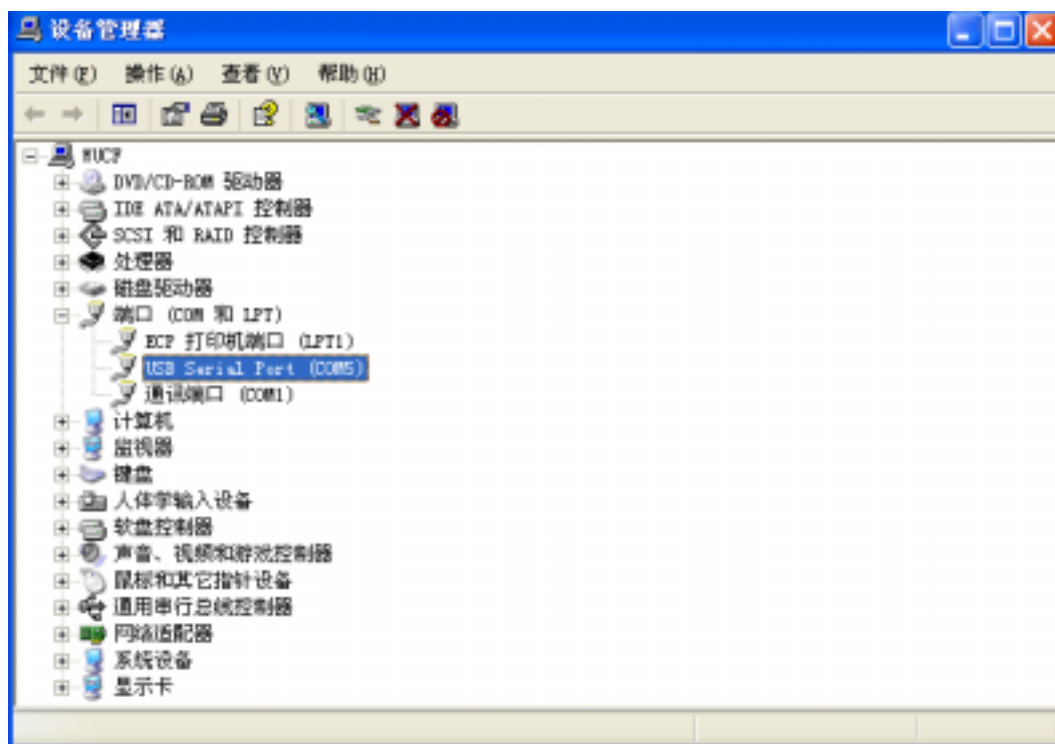 设备管理器
文件(F) 操作(A) 查看(V) 帮助(H)
DVD/CD-ROM 驱动器
IDE ATA/ATAPI 控制器
SCSI 和 RAID 控制器
处理器
磁盘驱动器
端口 (COM 和 LPT)
ECP 打印机端口 (LPT1)
USB Serial Port (COM5)
通讯端口 (COM1)
计算机
监视器
键盘
人体学输入设备
软盘控制器
声音、视频和游戏控制器
鼠标和其它指针设备
通用串行总线控制器
网络适配器
系统设备
显示卡